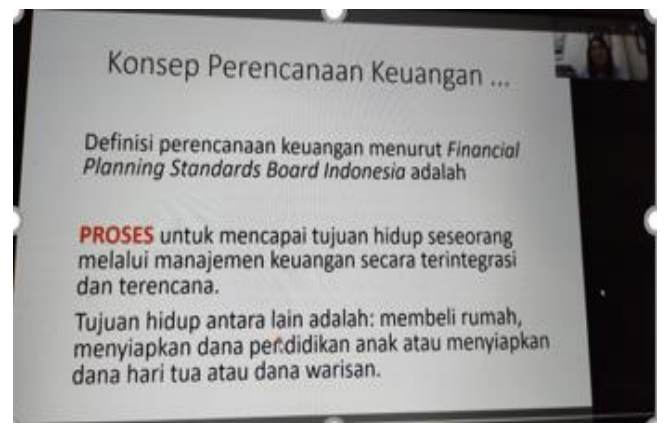 Konsep Perencanaan Keuangan ...
Definisi perencanaan keuangan menurut Financial
Planning Standards Board Indonesia adalah
PROSES untuk mencapai tujuan hidup seseorang
melalui manajemen keuangan secara terintegrasi
dan terencana.
Tujuan hidup antara lain adalah: membeli rumah,
menyiapkan dana pendidikan anak atau menyiapkan
dana hari tua atau dana warisan.